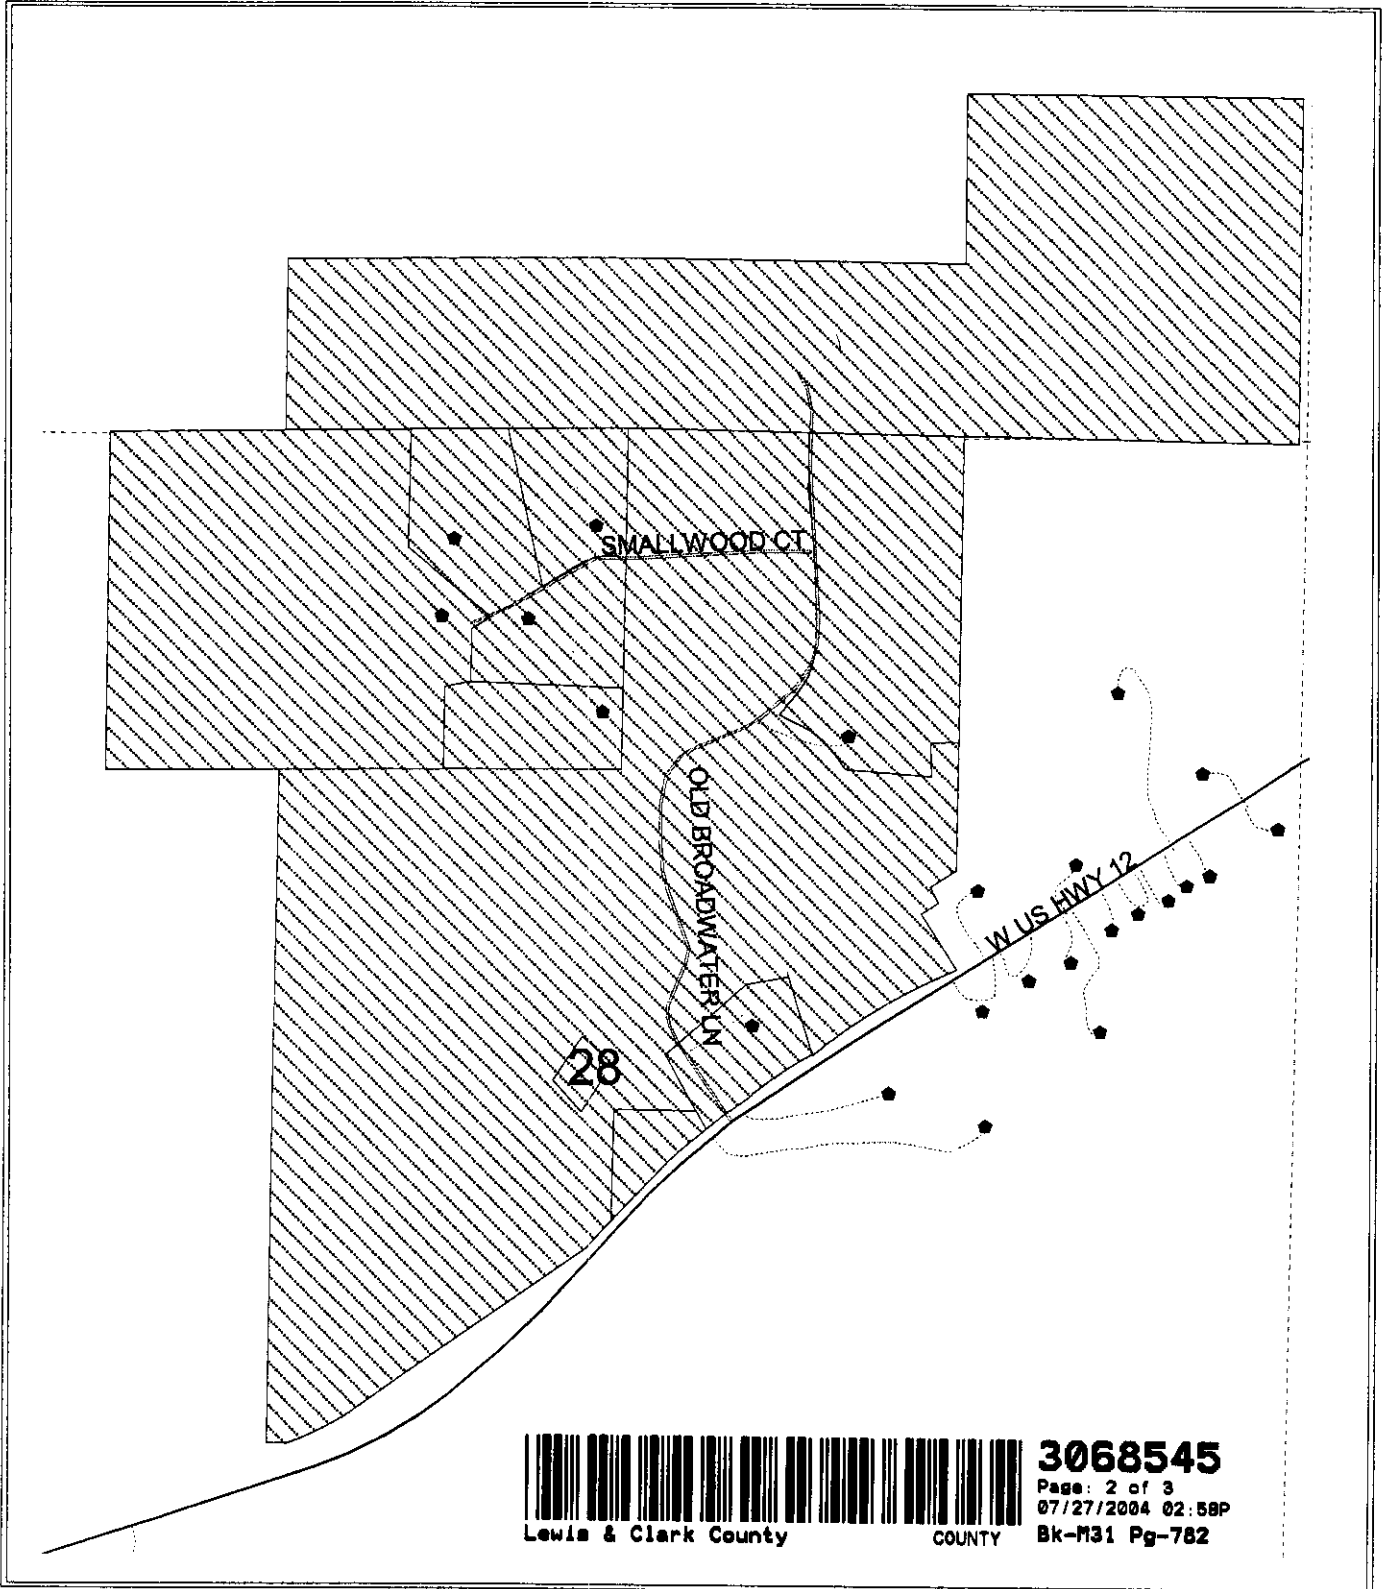 SMALLWOOD CT
OLD BROADWATER LN
W US HWY 12
28
3068545
Page: 2 of 3
07/27/2004 02:58P
Lewis & Clark County COUNTY Bk-M31 Pg-782